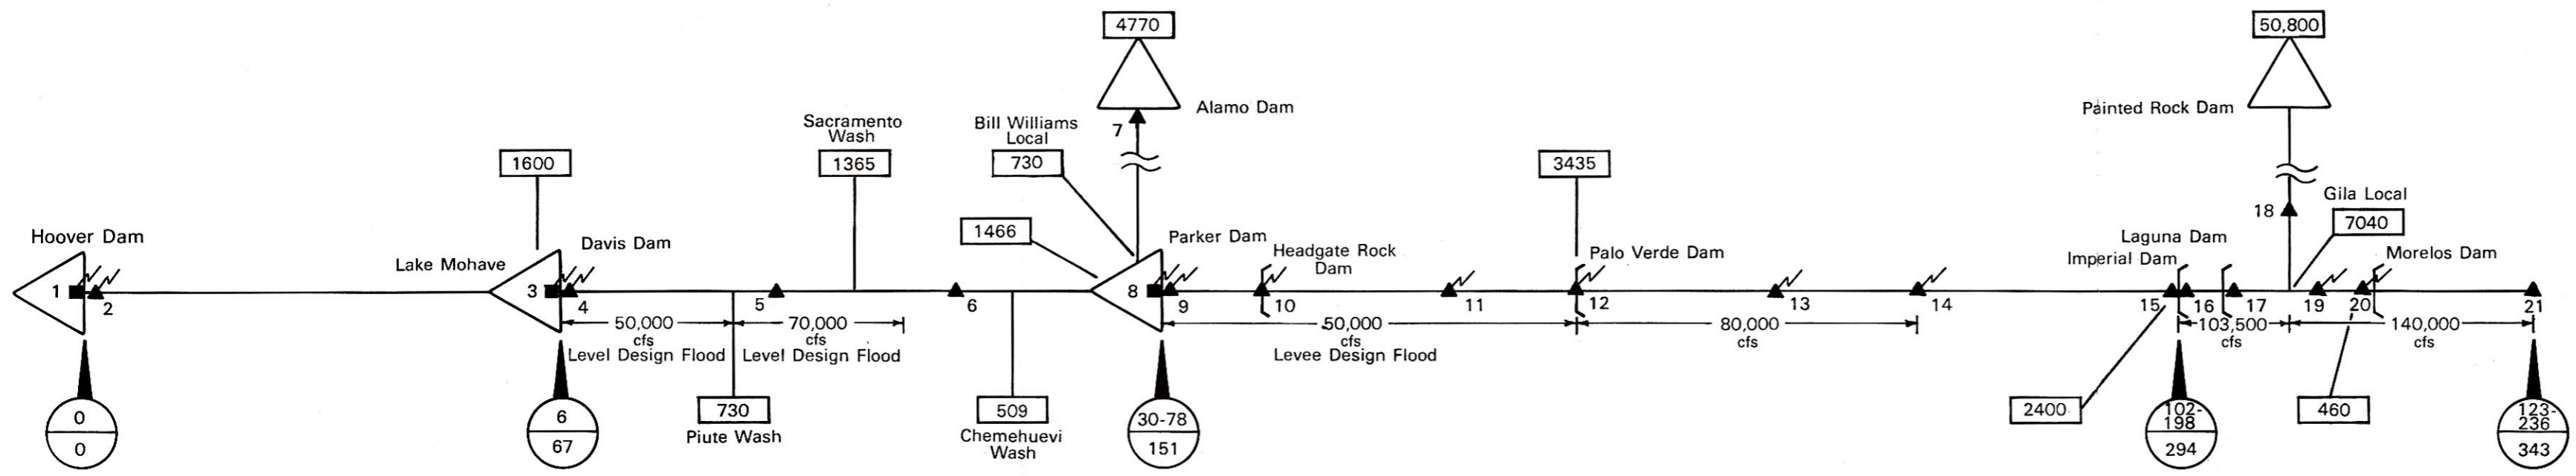 4770
50,800
Alamo Dam
Painted Rock Dam
Sacramento
Wash
Bill Williams
Local
7
1600
1365
730
3435
Gila Local
18
7040
1466
Hoover Dam
Davis Dam
Parker Dam
Laguna Dam
Lake Mohave
Headgate Rock
Dam
Palo Verde Dam
Imperial Dam
Morelos Dam
1
2
3
4
5
6
8
9
10
11
12
13
14
15
16
17
19
20
21
50,000
cfs
Level Design Flood
70,000
cfs
Level Design Flood
50,000
cfs
Levee Design Flood
80,000
cfs
103,500
cfs
140,000
cfs
0
0
6
67
730
Piute Wash
509
Chemehuevi
Wash
30-78
151
2400
102-
198
294
460
123-
236
343